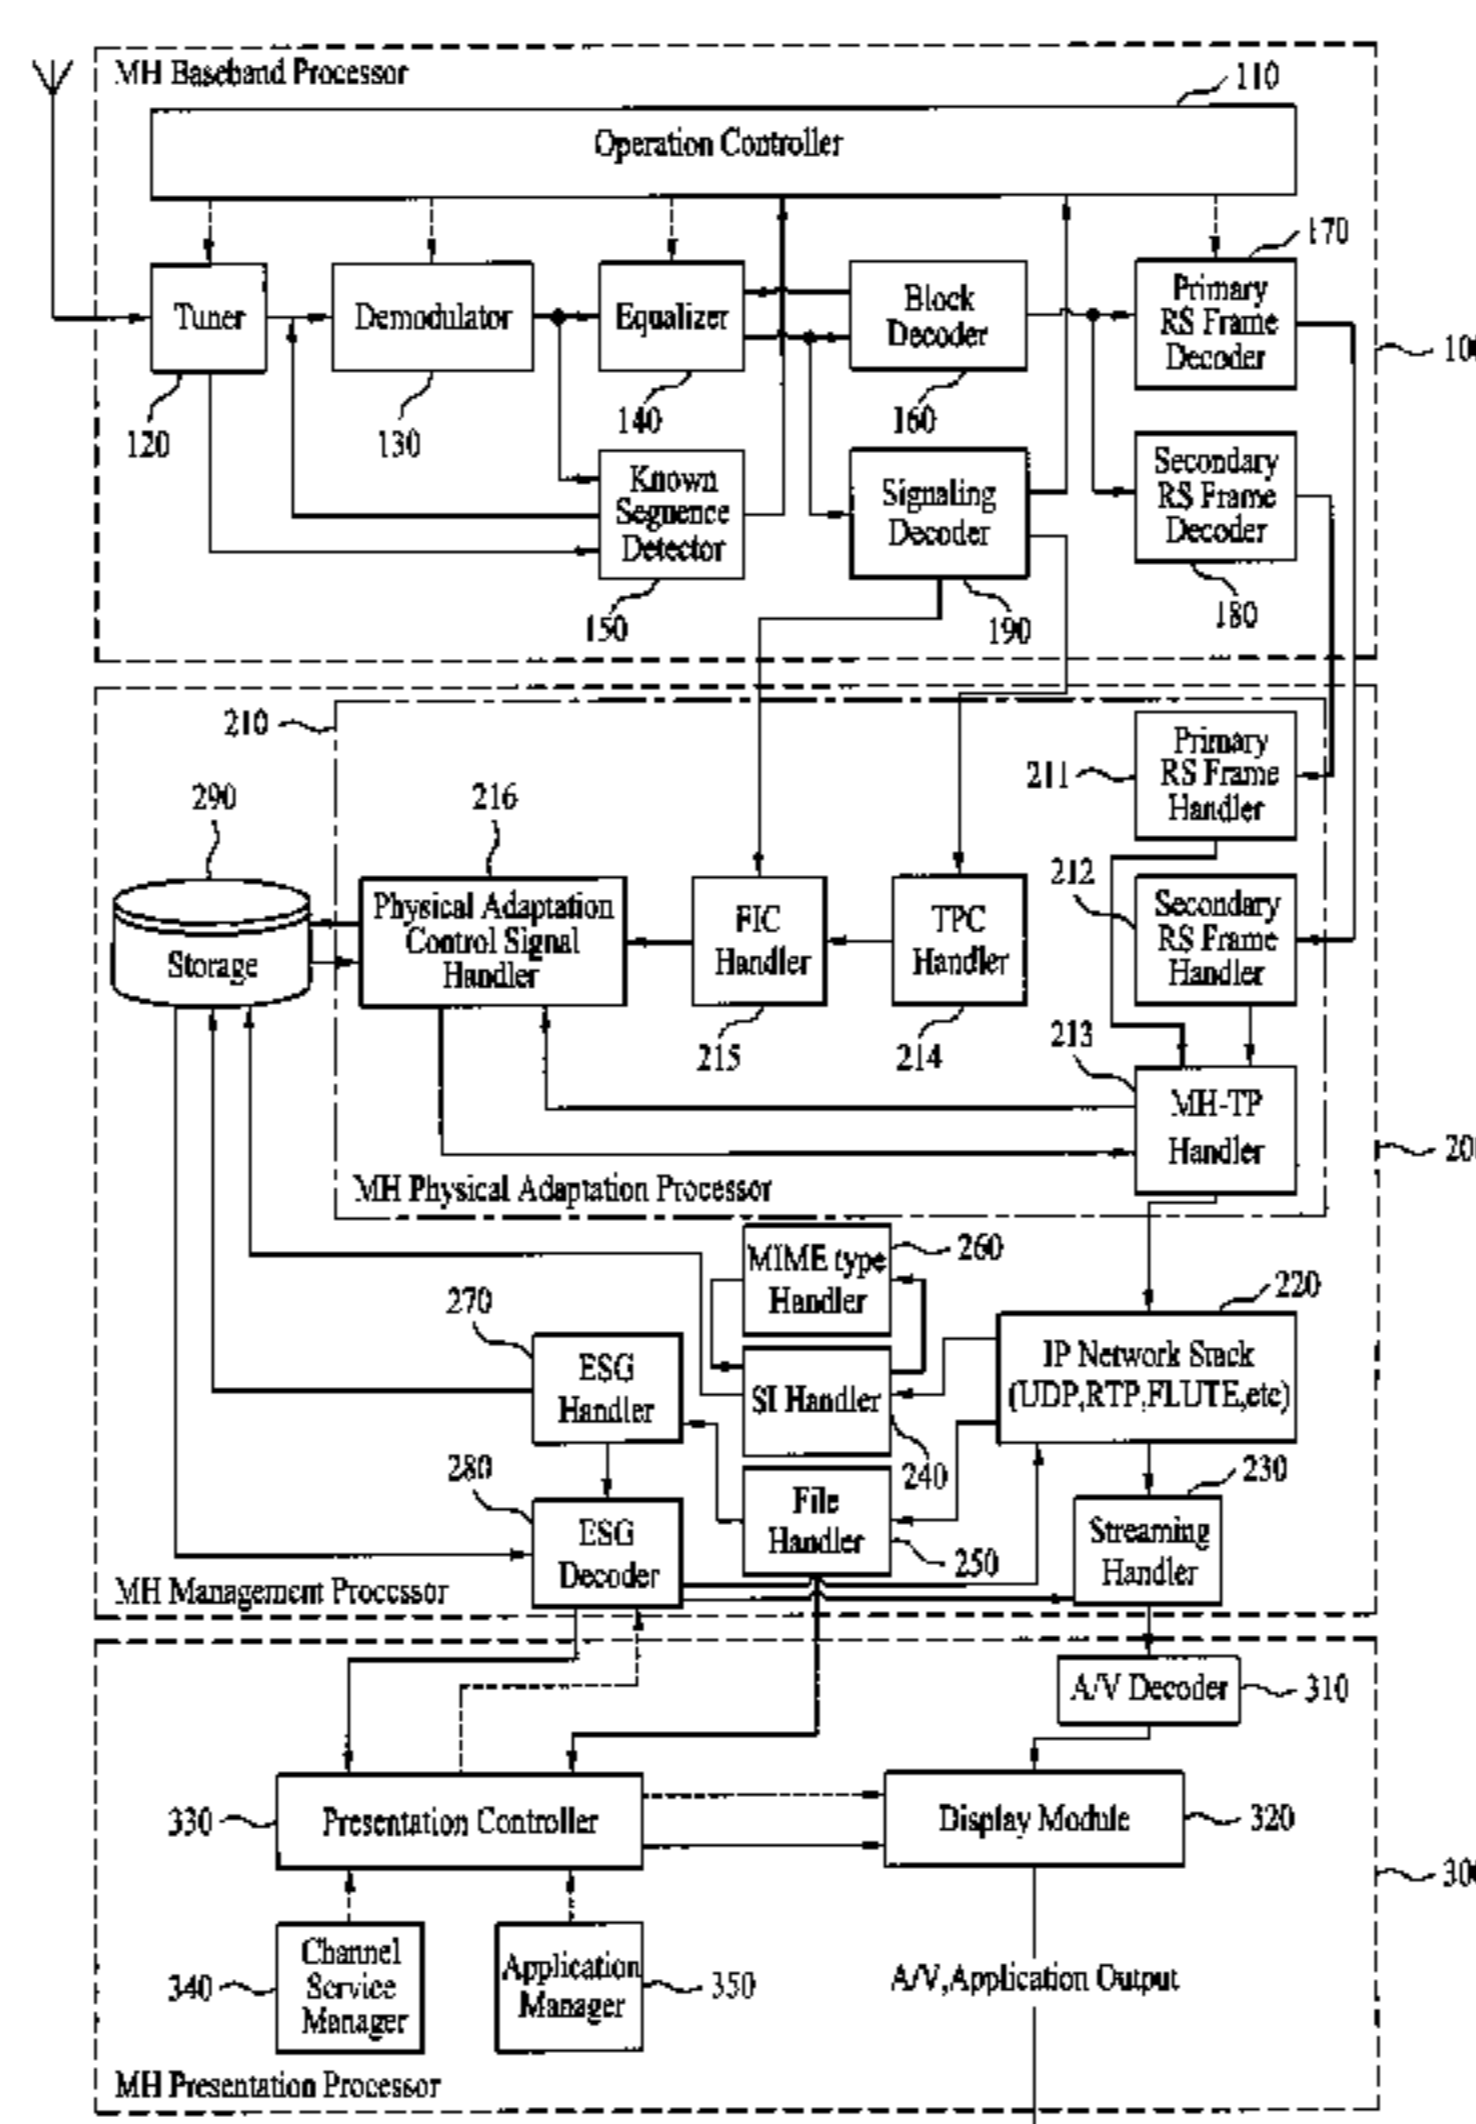 MH Baseband Processor
110
Operation Controller
170
Tuner
Demodulator
Equalizer
Block
Decoder
Primary
RS Frame
Decoder
120
130
140
160
Known
Seguence
Detector
Signaling
Decoder
Secondary
RS Frame
Decoder
150
190
180
210
Primary
RS Frame
Handler
211
290
216
212
Storage
Physical Adaptation
Control Signal
Handler
FIC
Handler
TPC
Handler
Secondary
RS Frame
Handler
215
214
213
MH-TP
Handler
MH Physical Adaptation Processor
MIME type
Handler
260
270
220
ESG
Handler
SI Handler
IP Network Stack
(UDP,RTP,FLUTE,etc)
280
240
230
ESG
Decoder
File
Handler
250
Streaming
Handler
MH Management Processor
A/V Decoder
310
330
Presentation Controller
Display Module
320
340
Channel
Service
Manager
Application
Manager
350
A/V,Application Output
MH Presentation Processor